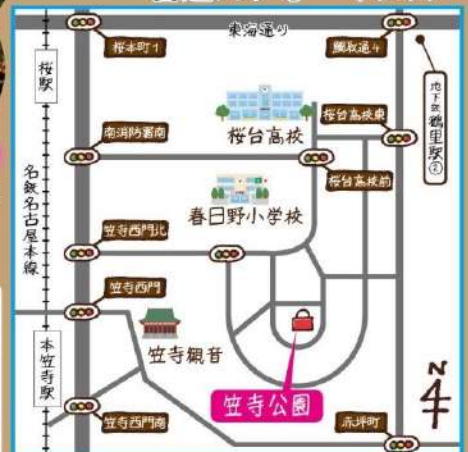 東海通り
桜本町1
鯛取通4
桜駅
地下鉄 鶴里駅②
桜台高校
桜台高校東
南消防署南
桜台高校前
名鉄名古屋本線
春日野小学校
笠寺西門北
笠寺西門
笠寺観音
本笠寺駅
笠寺公園
笠寺西門南
赤坪町
N